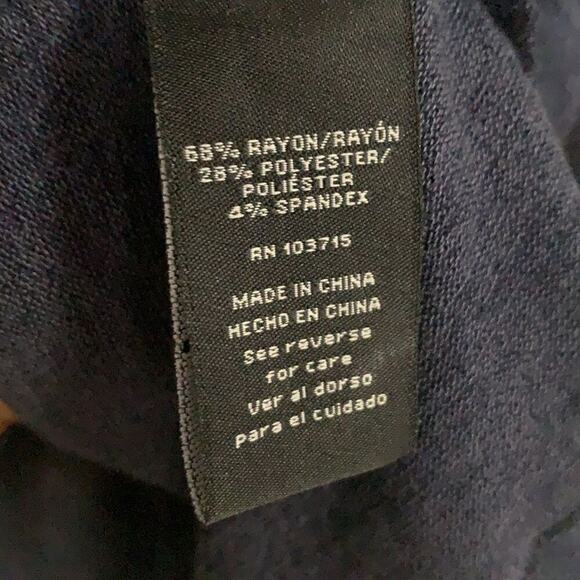 68% RAYON/RAYÓN
28% POLYESTER/
POLIÉSTER
4% SPANDEX
RN 103715
MADE IN CHINA
HECHO EN CHINA
See reverse
for care
Ver al dorso
Para el cuidado